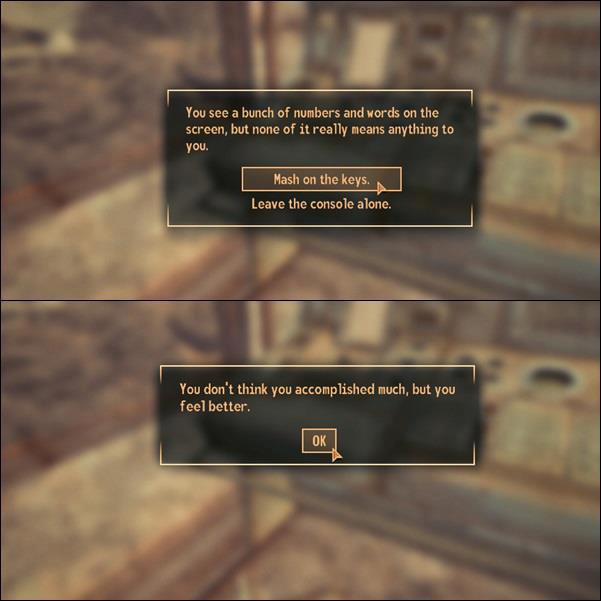 You see a bunch of numbers and words on the
screen, but none of it really means anything to
you.
Mash on the keys.
Leave the console alone.
You don't think you accomplished much, but you
feel better.
OK